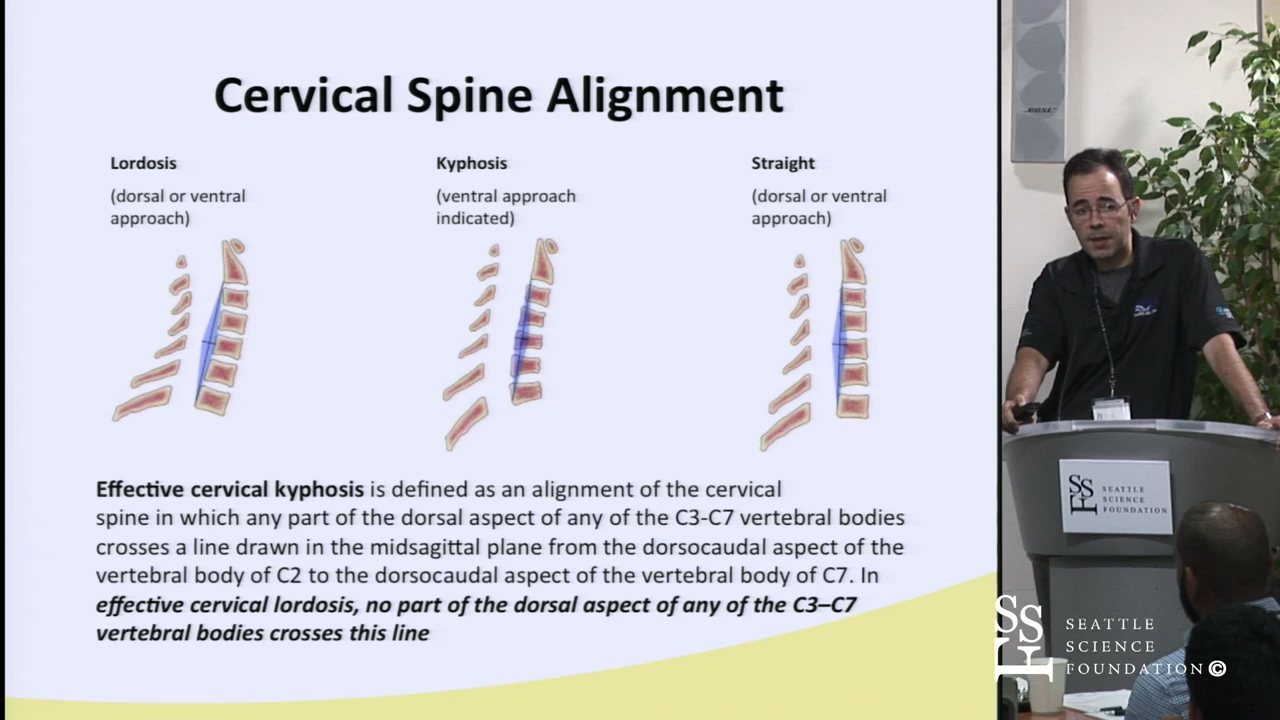 Cervical Spine Alignment
Lordosis
(dorsal or ventral
approach)
Kyphosis
(ventral approach
indicated)
Straight
(dorsal or ventral
approach)
Effective cervical kyphosis is defined as an alignment of the cervical
spine in which any part of the dorsal aspect of any of the C3-C7 vertebral bodies
crosses a line drawn in the midsagittal plane from the dorsocaudal aspect of the
vertebral body of C2 to the dorsocaudal aspect of the vertebral body of C7. In
effective cervical lordosis, no part of the dorsal aspect of any of the C3–C7
vertebral bodies crosses this line
BOSE
SSF
SEATTLE
SCIENCE
FOUNDATION
SSF
SEATTLE
SCIENCE
FOUNDATION©